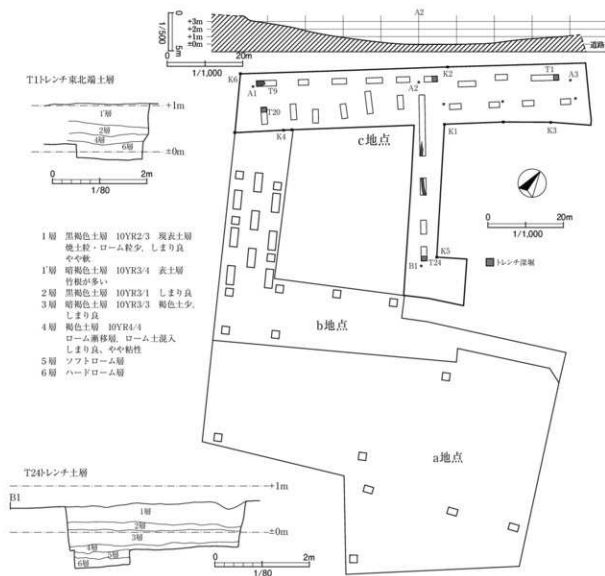 A2
0
+3m
+2m
+1m
±0m
道路
1/500
5m
0
20m
1/1,000
T1トレンチ東北端土層
+1m
1'層
2層
4層
6層
±0m
0
2m
1/80
K6
A1
T9
T20
K4
A2
K2
T1
A3
K1
K3
c地点
K5
T24
B1
0
20m
1/1,000
トレンチ深堀
1層 黒褐色土層 10YR2/3 現表土層
焼土粒・ローム粒少、しまり良
やや軟
1'層 暗褐色土層 10YR3/4 表土層
竹根が多い
2層 黒褐色土層 10YR3/1 しまり良
3層 暗褐色土層 10YR3/3 褐色土少、
しまり良
4層 褐色土層 10YR4/4
ローム漸移層、ローム土混入
しまり良、やや粘性
5層 ソフトローム層
6層 ハードローム層
b地点
a地点
T24トレンチ土層
B1
+1m
1層
2層
±0m
3層
4層
5層
6層
0
2m
1/80